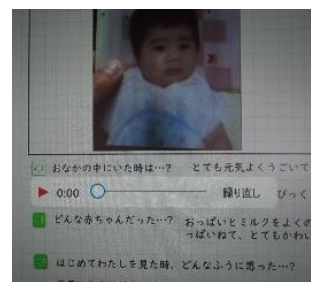 おなかの中にいた時は…? とても元気よくうごいて
0:00 録り直し びっく
どんな赤ちゃんだった…? おっぱいとミルクをよくの
っぱいねて、とてもかわい
はじめてわたしを見た時、どんなふうに思った…?